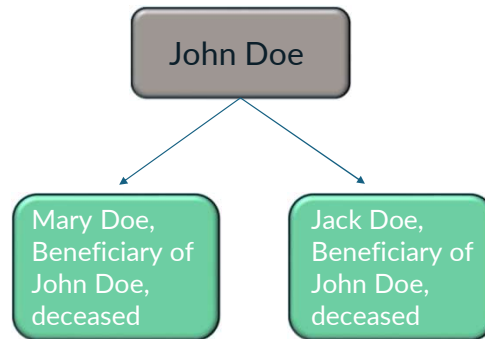 John Doe
Mary Doe,
Beneficiary of
John Doe,
deceased
Jack Doe,
Beneficiary of
John Doe,
deceased